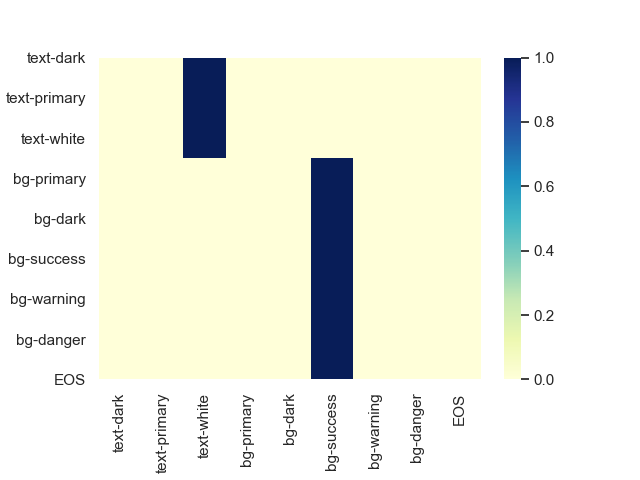 text-dark
text-primary
text-white
bg-primary
bg-dark
bg-success
bg-warning
bg-danger
EOS
text-dark
text-primary
text-white
bg-primary
bg-dark
bg-success
bg-warning
bg-danger
EOS
1.0
0.8
0.6
0.4
0.2
0.0